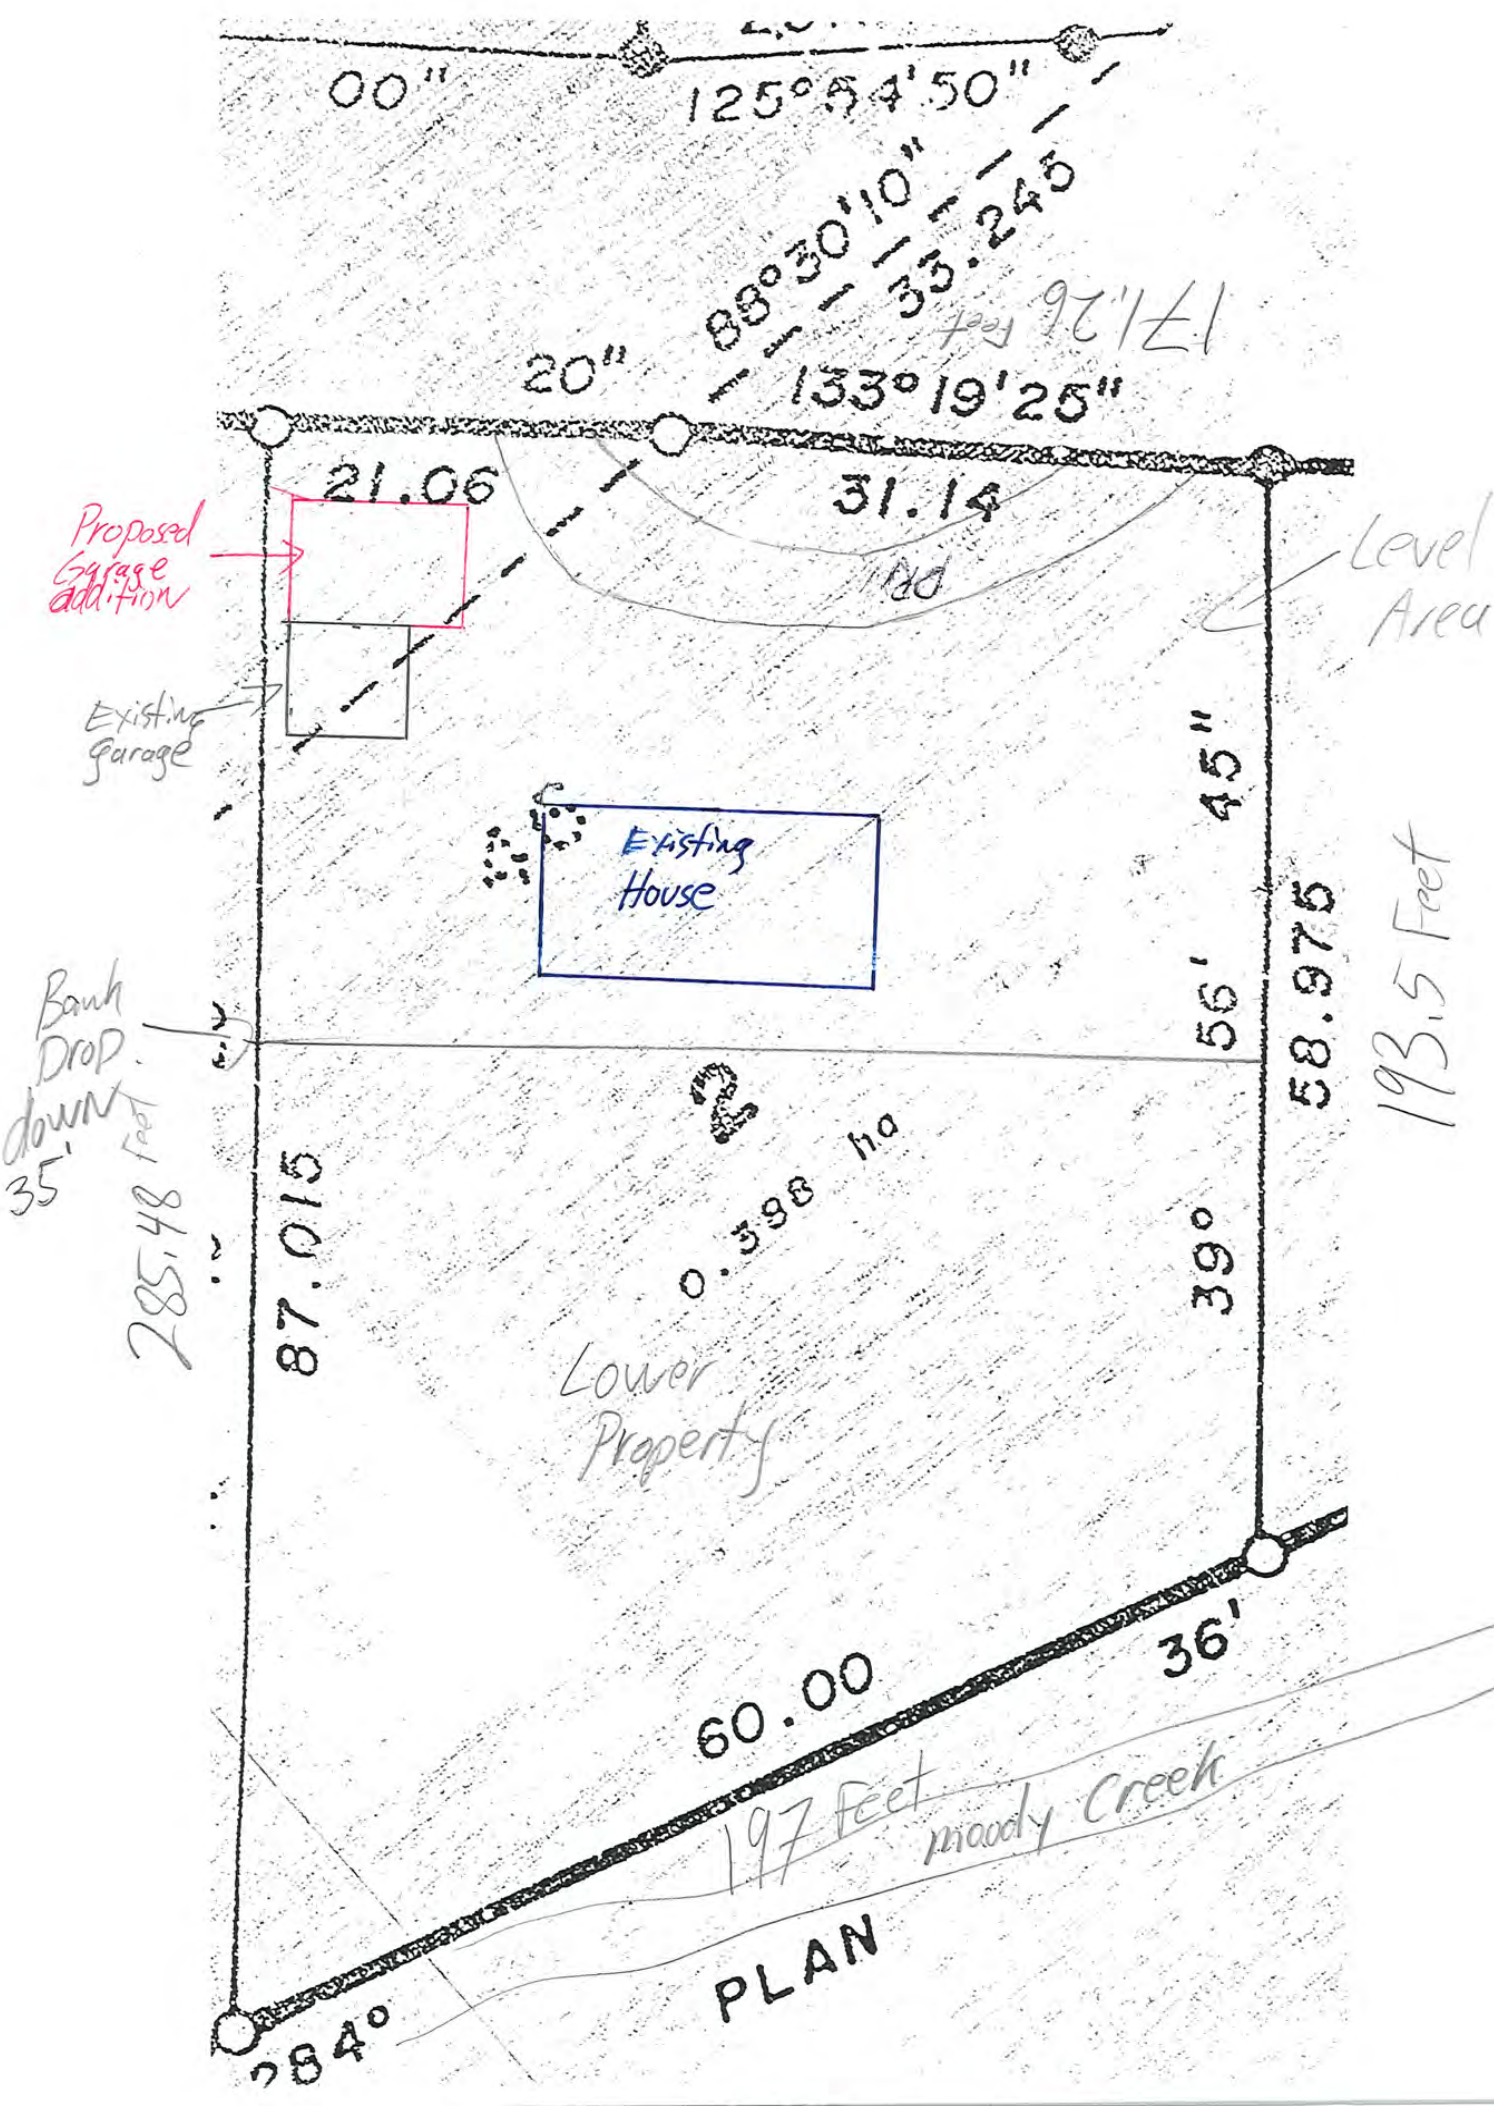 00"
125°54'50"
88°30'10"
33.245
171.26 Feet
20"
133°19'25"
21.06
31.14
Proposed
Garage
addition
Level
Area
Existing
garage
45"
Existing
House
58.975
193.5 Feet
56'
Bank
Drop
down
35'
2
0.398 ha
285.48 Feet
87.015
39°
Lower
Property
60.00
36'
197 Feet
moody Creek
PLAN
284°